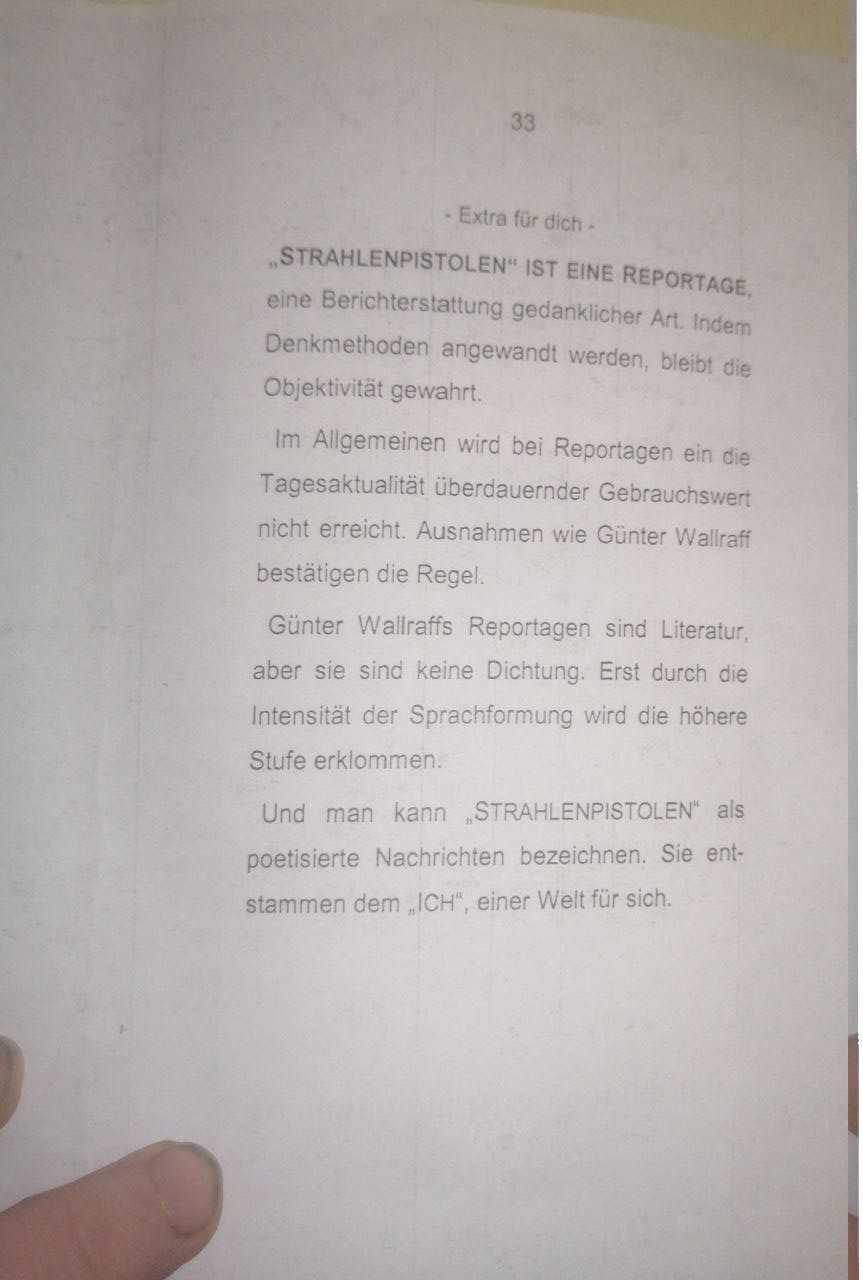 33
- Extra für dich -
„STRAHLENPISTOLEN“ IST EINE REPORTAGE,
eine Berichterstattung gedanklicher Art. Indem
Denkmethoden angewandt werden, bleibt die
Objektivität gewahrt.
Im Allgemeinen wird bei Reportagen ein die
Tagesaktualität überdauernder Gebrauchswert
nicht erreicht. Ausnahmen wie Günter Wallraff
bestätigen die Regel.
Günter Wallraffs Reportagen sind Literatur,
aber sie sind keine Dichtung. Erst durch die
Intensität der Sprachformung wird die höhere
Stufe erklommen.
Und man kann „STRAHLENPISTOLEN“ als
poetisierte Nachrichten bezeichnen. Sie ent-
stammen dem „ICH“, einer Welt für sich.